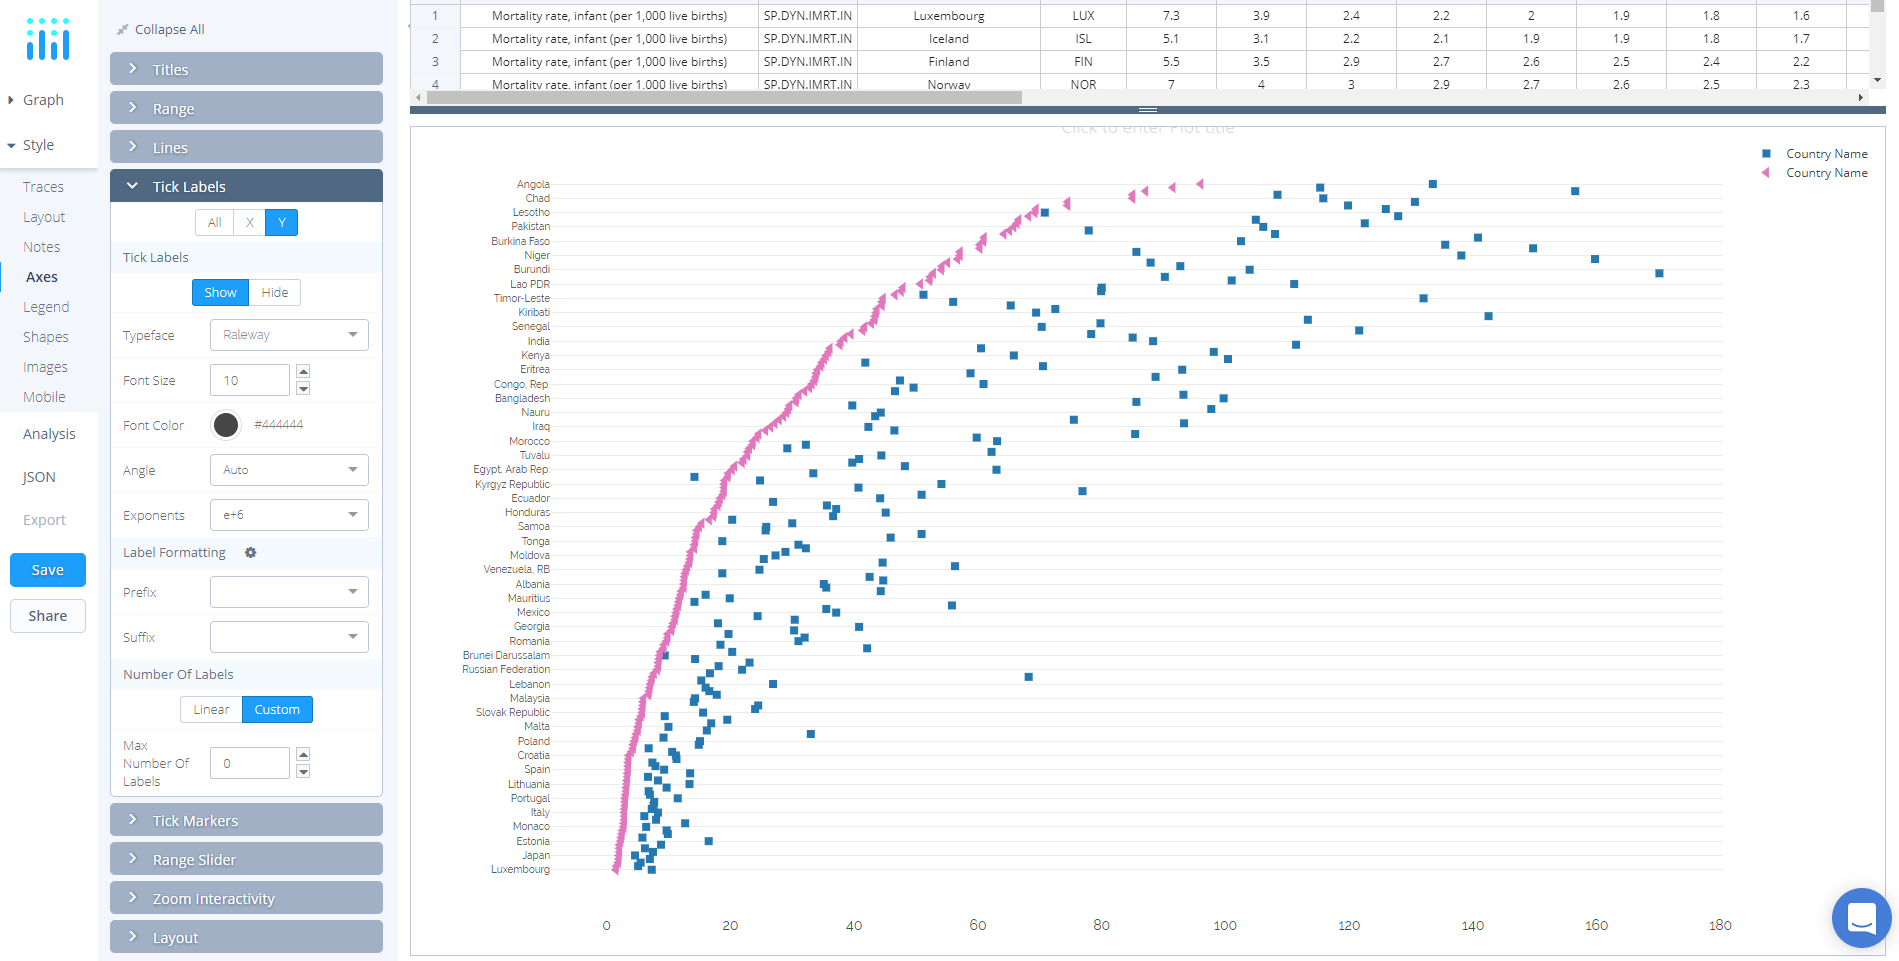 Graph
Style
Traces
Layout
Notes
Axes
Legend
Shapes
Images
Mobile
Analysis
JSON
Export
Save
Share
Collapse All
Titles
Range
Lines
Tick Labels
All X Y
Tick Labels
Show Hide
Typeface Raleway
Font Size 10
Font Color #444444
Angle Auto
Exponents e+6
Label Formatting
Prefix
Suffix
Number Of Labels
Linear Custom
Max
Number Of 0
Labels
Tick Markers
Range Slider
Zoom Interactivity
Layout
1 Mortality rate, infant (per 1,000 live births) SP.DYN.IMRT.IN Luxembourg LUX 7.3 3.9 2.4 2.2 2 1.9 1.8 1.6
2 Mortality rate, infant (per 1,000 live births) SP.DYN.IMRT.IN Iceland ISL 5.1 3.1 2.2 2.1 1.9 1.9 1.8 1.7
3 Mortality rate, infant (per 1,000 live births) SP.DYN.IMRT.IN Finland FIN 5.5 3.5 2.9 2.7 2.6 2.5 2.4 2.2
4 Mortality rate, infant (per 1,000 live births) SP.DYN.IMRT.IN Norway NOR 7 4 3 2.9 2.7 2.6 2.5 2.3
Click to enter Plot title
Country Name
Country Name
Angola
Chad
Lesotho
Pakistan
Burkina Faso
Niger
Burundi
Lao PDR
Timor-Leste
Kiribati
Senegal
India
Kenya
Eritrea
Congo, Rep.
Bangladesh
Nauru
Iraq
Morocco
Tuvalu
Egypt, Arab Rep.
Kyrgyz Republic
Ecuador
Honduras
Samoa
Tonga
Moldova
Venezuela, RB
Albania
Mauritius
Mexico
Georgia
Romania
Brunei Darussalam
Russian Federation
Lebanon
Malaysia
Slovak Republic
Malta
Poland
Croatia
Spain
Lithuania
Portugal
Italy
Monaco
Estonia
Japan
Luxembourg
0 20 40 60 80 100 120 140 160 180